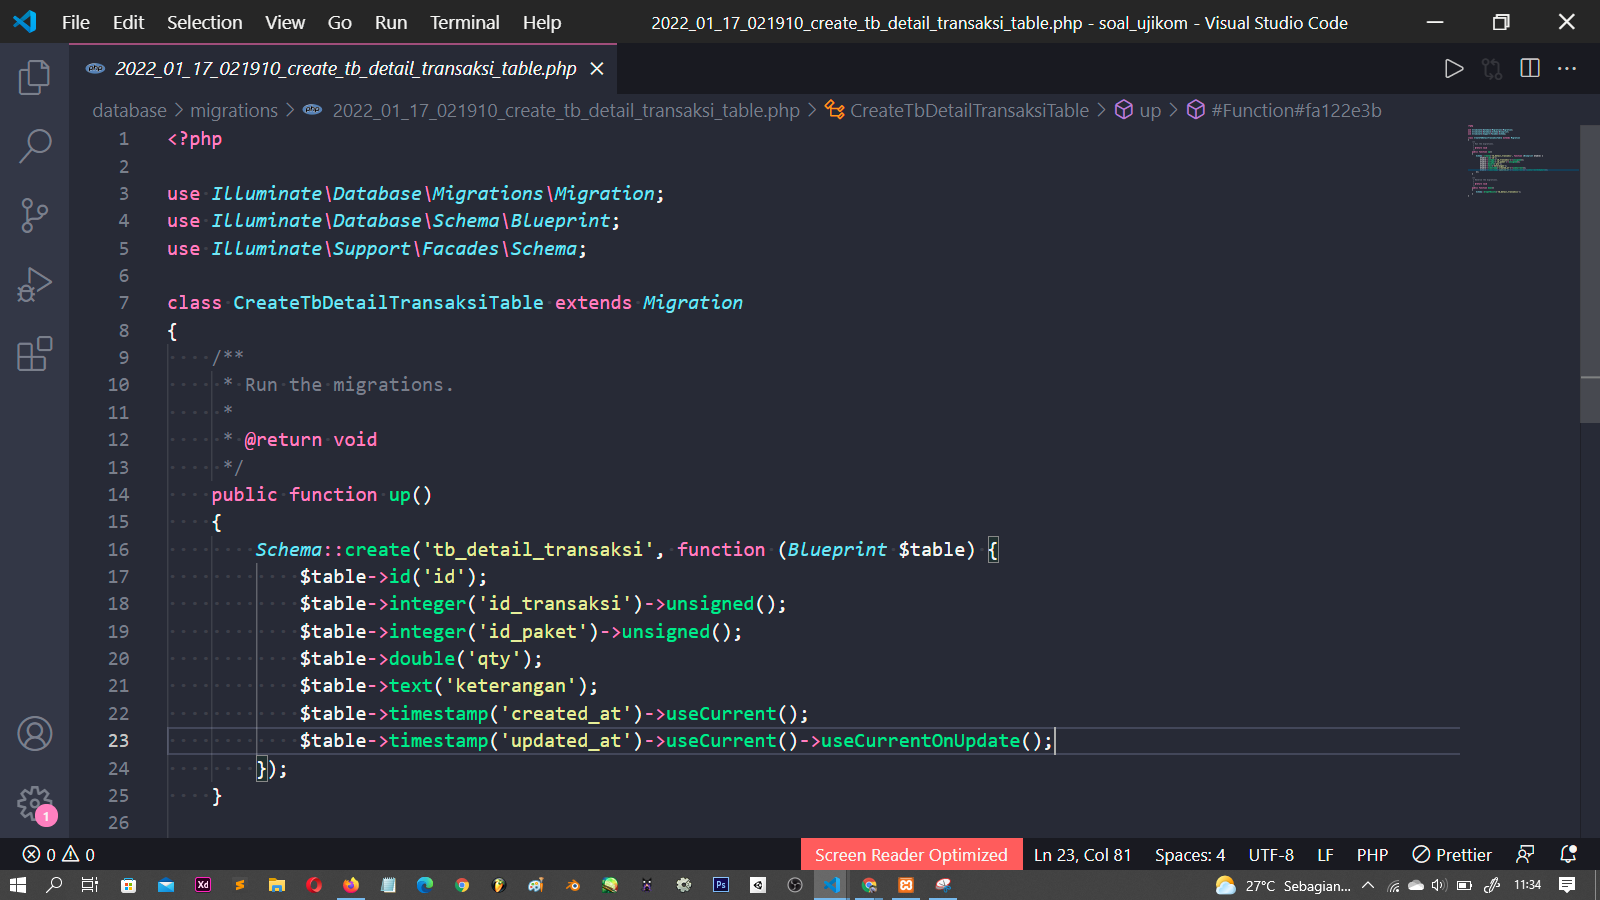 File Edit Selection View Go Run Terminal Help 2022_01_17_021910_create_tb_detail_transaksi_table.php - soal_ujikom - Visual Studio Code
2022_01_17_021910_create_tb_detail_transaksi_table.php
database > migrations > 2022_01_17_021910_create_tb_detail_transaksi_table.php > CreateTbDetailTransaksiTable > up > #Function#fa122e3b
1 <?php
2
3 use Illuminate\Database\Migrations\Migration;
4 use Illuminate\Database\Schema\Blueprint;
5 use Illuminate\Support\Facades\Schema;
6
7 class CreateTbDetailTransaksiTable extends Migration
8 {
9     /**
10      * Run the migrations.
11      *
12      * @return void
13      */
14     public function up()
15     {
16         Schema::create('tb_detail_transaksi', function (Blueprint $table) {
17             $table->id('id');
18             $table->integer('id_transaksi')->unsigned();
19             $table->integer('id_paket')->unsigned();
20             $table->double('qty');
21             $table->text('keterangan');
22             $table->timestamp('created_at')->useCurrent();
23             $table->timestamp('updated_at')->useCurrent()->useCurrentOnUpdate();
24         });
25     }
26
1
0 0 Screen Reader Optimized Ln 23, Col 81 Spaces: 4 UTF-8 LF PHP Prettier
Xd Ps 27°C Sebagian... 11:34